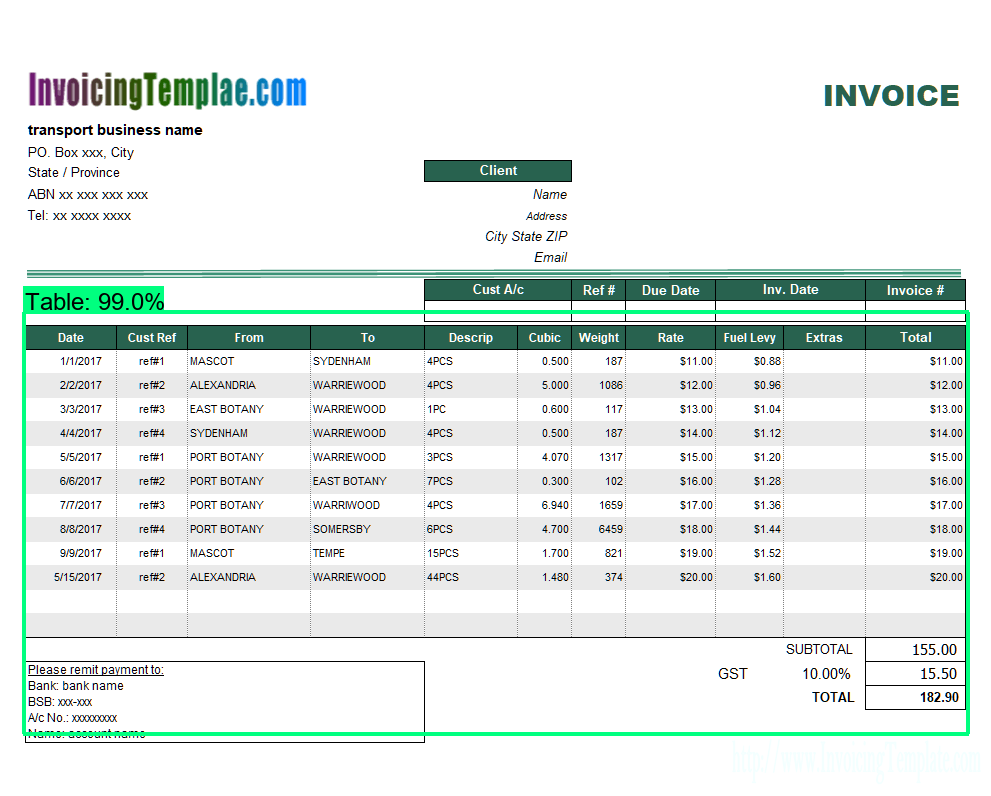 InvoicingTemplae.com
INVOICE
transport business name
PO. Box xxx, City
State / Province
Client
ABN xx xxx xxx xxx
Name
Tel: xx xxxx xxxx
Address
City State ZIP
Email
Table: 99.0%
Cust A/c Ref # Due Date Inv. Date Invoice #
Date Cust Ref From To Descrip Cubic Weight Rate Fuel Levy Extras Total
1/1/2017 ref#1 MASCOT SYDENHAM 4PCS 0.500 187 $11.00 $0.88 $11.00
2/2/2017 ref#2 ALEXANDRIA WARRIEWOOD 4PCS 5.000 1086 $12.00 $0.96 $12.00
3/3/2017 ref#3 EAST BOTANY WARRIEWOOD 1PC 0.600 117 $13.00 $1.04 $13.00
4/4/2017 ref#4 SYDENHAM WARRIEWOOD 4PCS 0.500 187 $14.00 $1.12 $14.00
5/5/2017 ref#1 PORT BOTANY WARRIEWOOD 3PCS 4.070 1317 $15.00 $1.20 $15.00
6/6/2017 ref#2 PORT BOTANY EAST BOTANY 7PCS 0.300 102 $16.00 $1.28 $16.00
7/7/2017 ref#3 PORT BOTANY WARRIWOOD 4PCS 6.940 1659 $17.00 $1.36 $17.00
8/8/2017 ref#4 PORT BOTANY SOMERSBY 6PCS 4.700 6459 $18.00 $1.44 $18.00
9/9/2017 ref#1 MASCOT TEMPE 15PCS 1.700 821 $19.00 $1.52 $19.00
5/15/2017 ref#2 ALEXANDRIA WARRIEWOOD 44PCS 1.480 374 $20.00 $1.60 $20.00
SUBTOTAL 155.00
GST 10.00% 15.50
TOTAL 182.90
Please remit payment to:
Bank: bank name
BSB: xxx-xxx
A/c No.: xxxxxxxxx
Name: account name
http://www.InvoicingTemplate.com